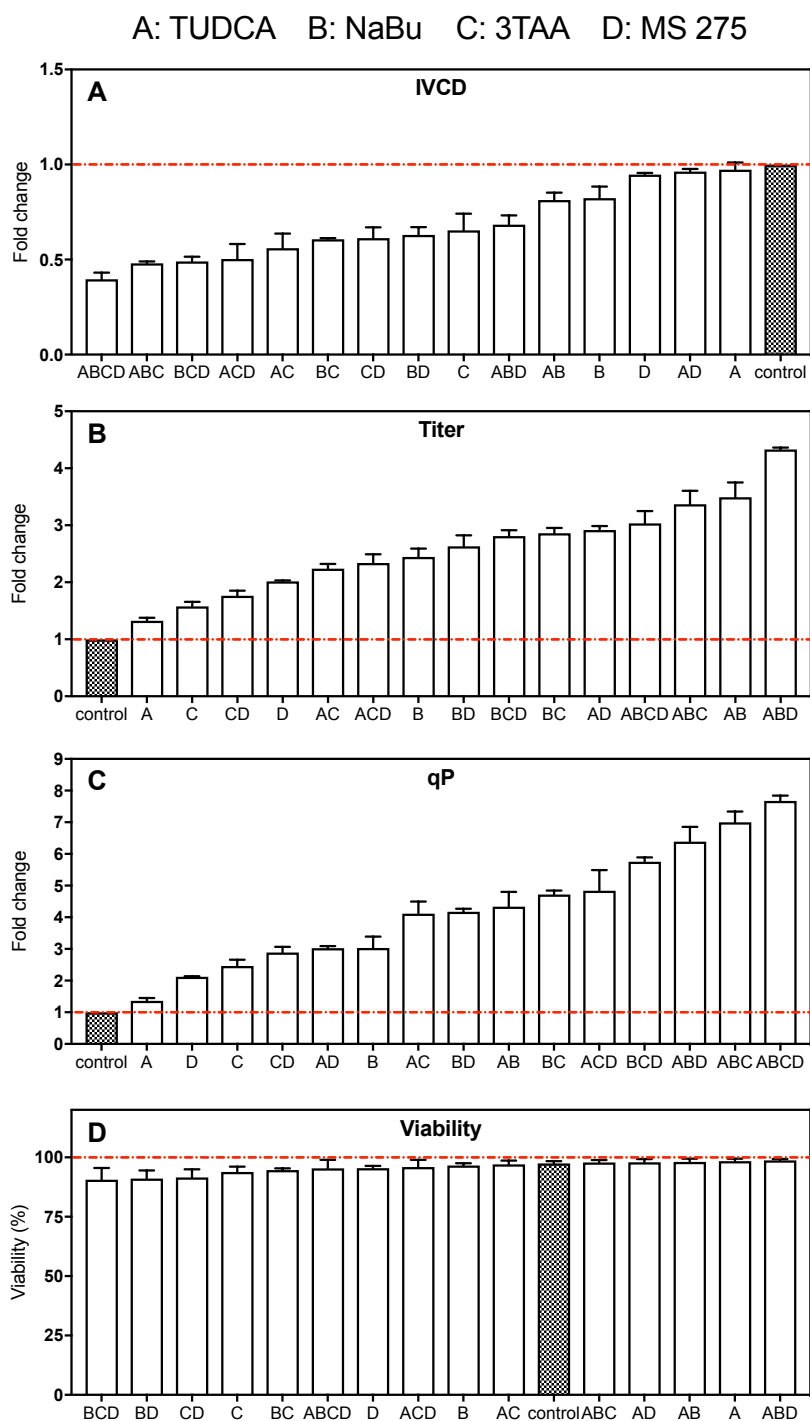 A: TUDCA B: NaBu C: 3TAA D: MS 275
A
IVCD
Fold change
1.5
1.0
0.5
0.0
ABCD ABC BCD ACD AC BC CD BD C ABD AB B D AD A control
B
Titer
Fold change
5
4
3
2
1
0
control A C CD D AC ACD B BD BCD BC AD ABCD ABC AB ABD
C
qP
Fold change
9
8
7
6
5
4
3
2
1
0
control A D C CD AD B AC BD AB BC ACD BCD ABD ABC ABCD
D
Viability
Viability (%)
100
75
50
25
0
BCD BD CD C BC ABCD D ACD B AC control ABC AD AB A ABD